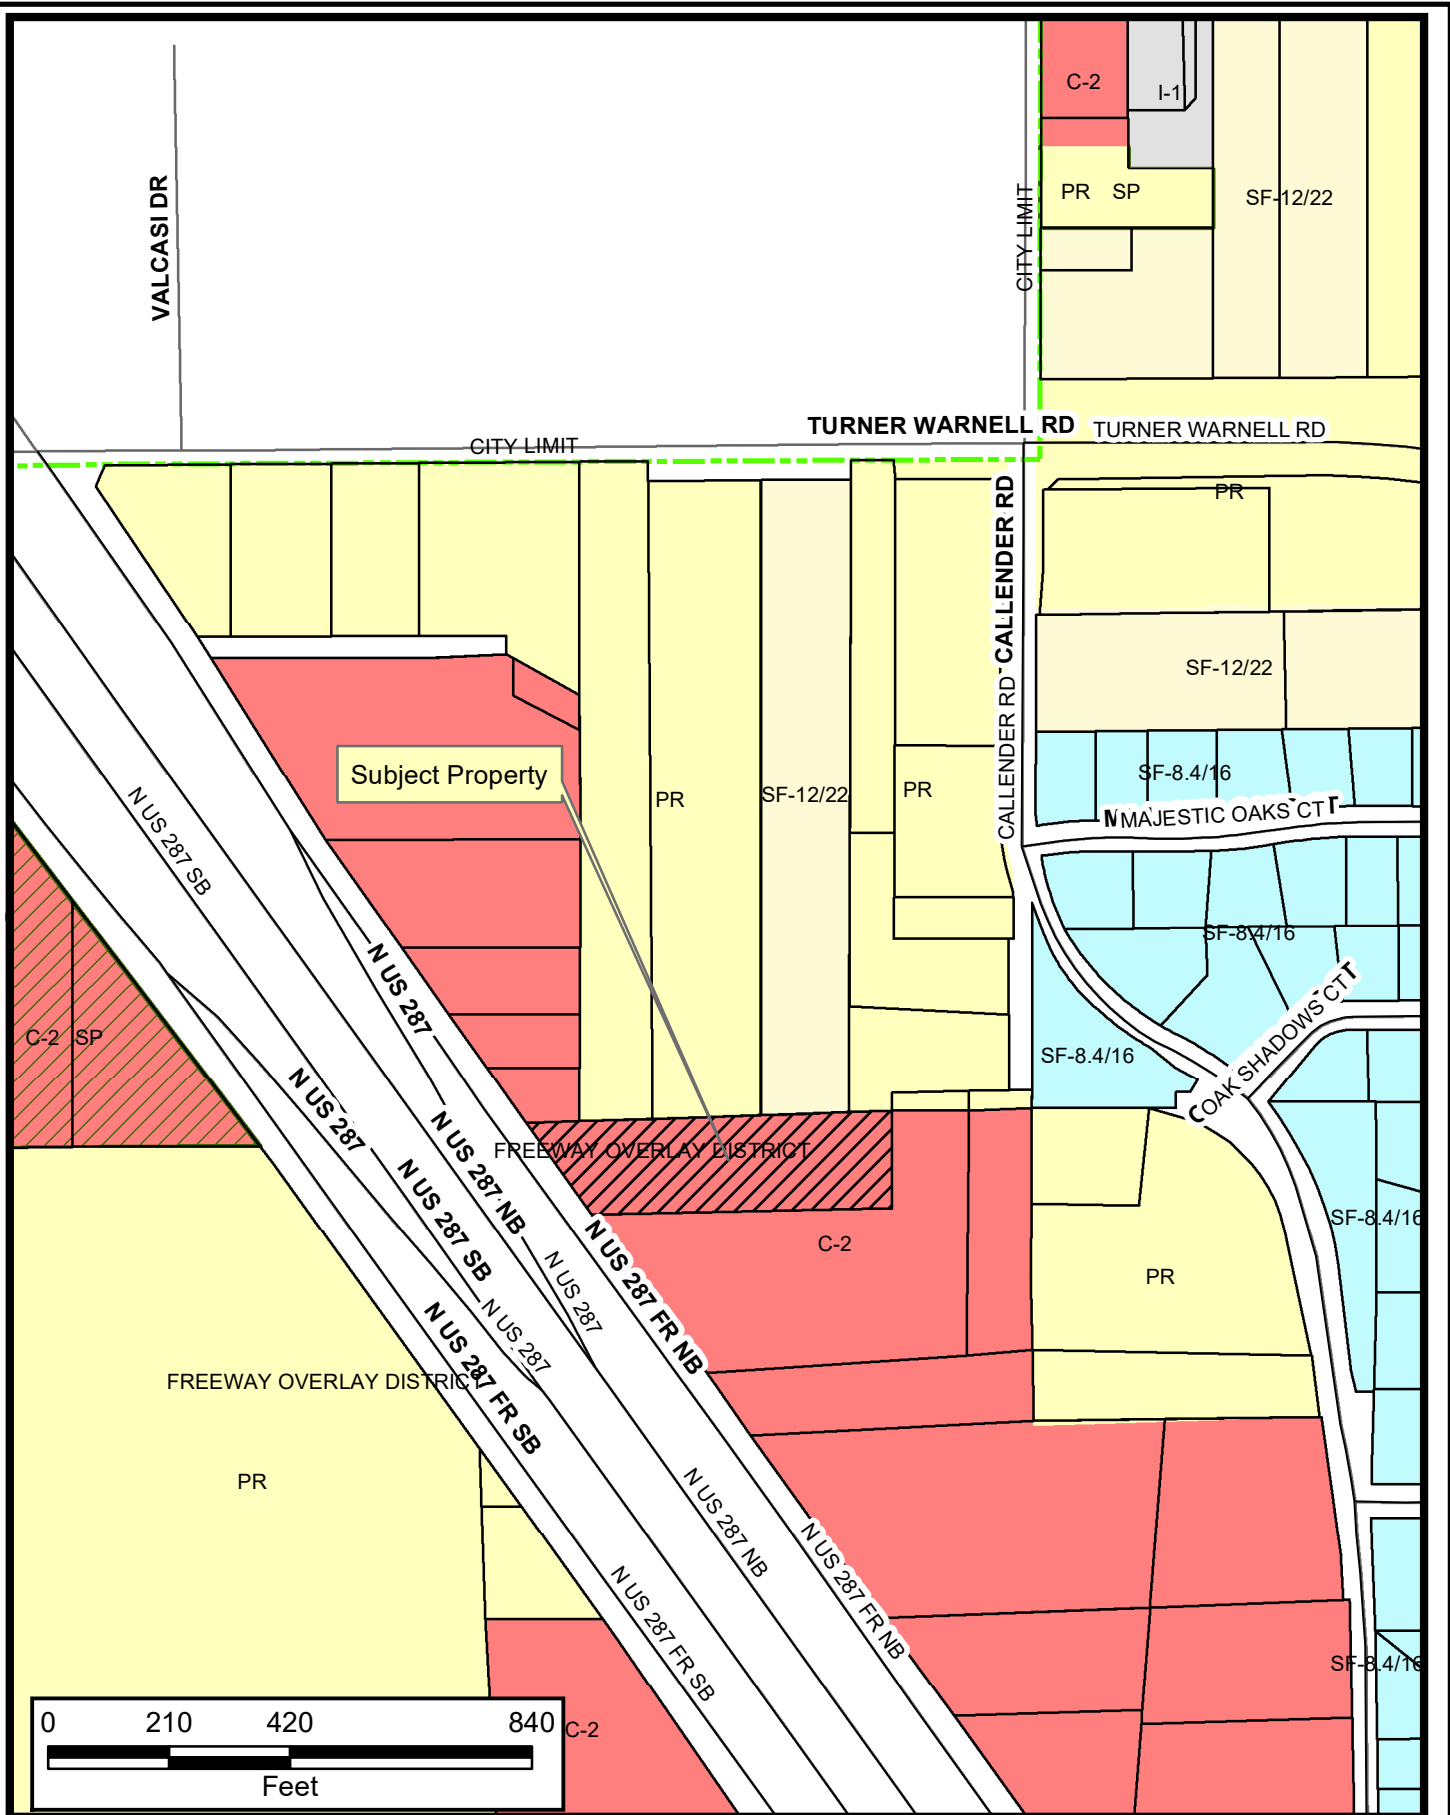 C-2
I-1
VALCASI DR
CITY LIMIT
PR
SP
SF-12/22
TURNER WARNELL RD
TURNER WARNELL RD
CITY LIMIT
PR
CALLENDER RD
CALLENDER RD
SF-12/22
Subject Property
PR
SF-12/22
PR
SF-8.4/16
MAJESTIC OAKS CT
N US 287 SB
SF-8.4/16
N US 287
OAK SHADOWS CT
C-2
SP
SF-8.4/16
N US 287
N US 287 NB
FREEWAY OVERLAY DISTRICT
N US 287 SB
SF-8.4/16
C-2
N US 287 FR NB
N US 287
PR
N US 287
N US 287 FR SB
FREEWAY OVERLAY DISTRICT
PR
N US 287 NB
N US 287 FR NB
N US 287 FR SB
SF-8.4/16
0 210 420 840
C-2
Feet